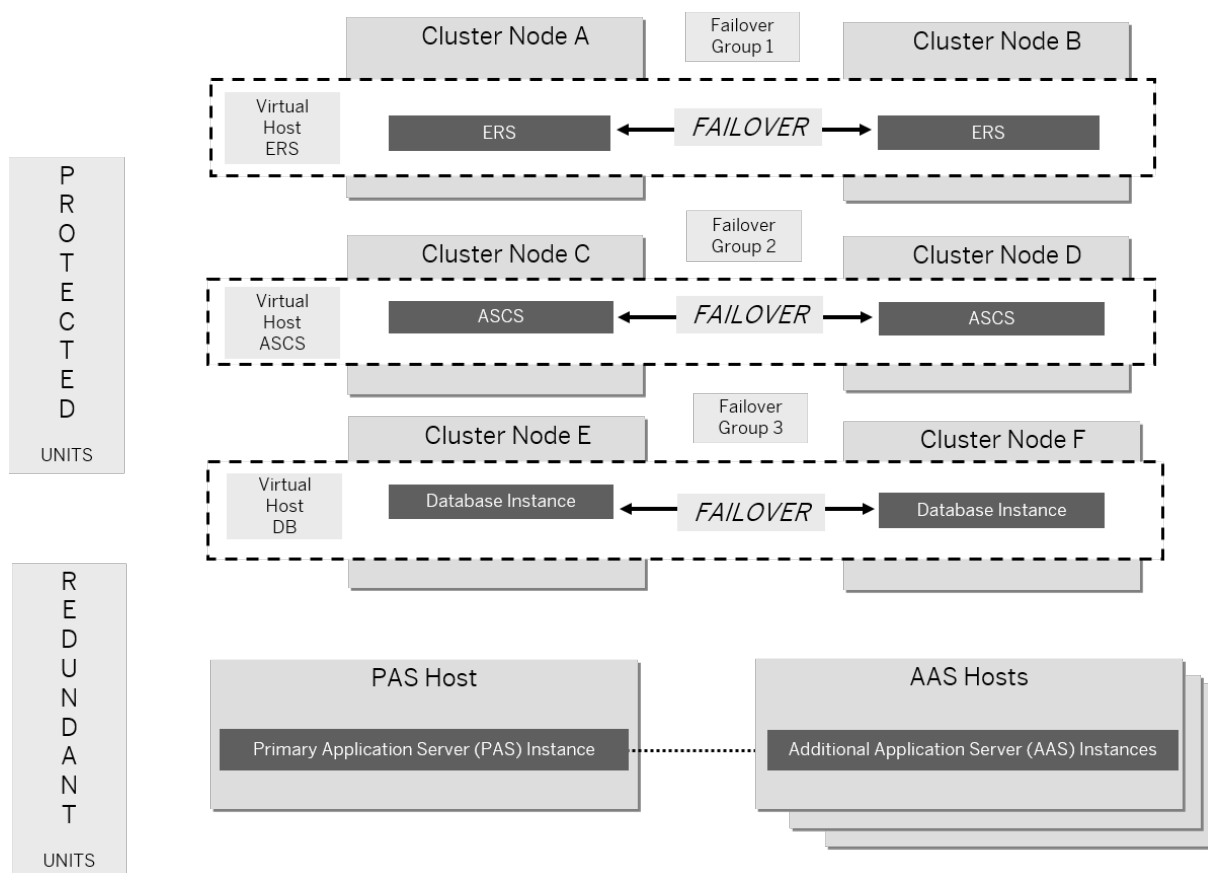 Cluster Node A
Failover
Group 1
Cluster Node B
Virtual
Host
ERS
ERS
FAILOVER
ERS
PROTECTED
UNITS
Cluster Node C
Failover
Group 2
Cluster Node D
Virtual
Host
ASCS
ASCS
FAILOVER
ASCS
Cluster Node E
Failover
Group 3
Cluster Node F
Virtual
Host
DB
Database Instance
FAILOVER
Database Instance
REDUNDANT
UNITS
PAS Host
Primary Application Server (PAS) Instance
AAS Hosts
Additional Application Server (AAS) Instances